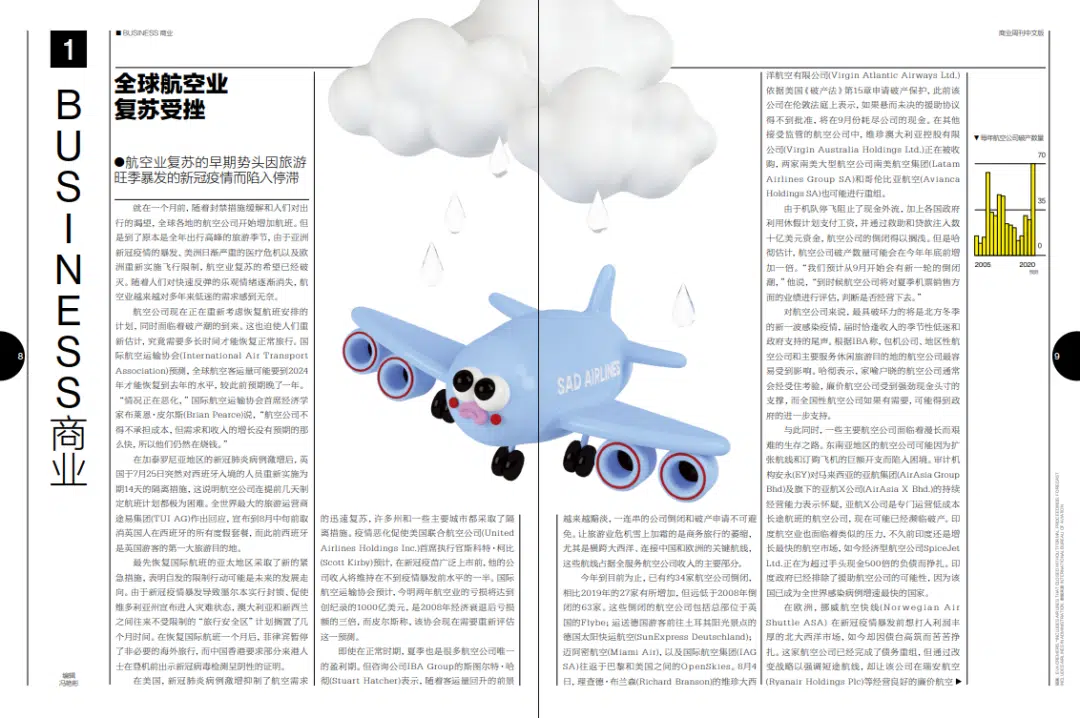 1
BUSINESS商业
8
编辑
冯艳彬
■ BUSINESS 商业
全球航空业
复苏受挫
●航空业复苏的早期势头因旅游
旺季暴发的新冠疫情而陷入停滞
就在一个月前，随着封禁措施缓解和人们对出
行的渴望，全球各地的航空公司开始增加航班。但
是到了原本是全年出行高峰的旅游季节，由于亚洲
新冠疫情的暴发、美洲日渐严重的医疗危机以及欧
洲重新实施飞行限制，航空业复苏的希望已经破
灭。随着人们对快速反弹的乐观情绪逐渐消失，航
空业越来越对多年来低迷的需求感到无奈。
航空公司现在正在重新考虑恢复航班安排的
计划，同时面临着破产潮的到来，这也迫使人们重
新估计，究竟需要多长时间才能恢复正常旅行。国
际航空运输协会(International Air Transport
Association)预测，全球航空客运量可能要到2024
年才能恢复到去年的水平，较此前预期晚了一年。
“情况正在恶化，”国际航空运输协会首席经济学
家布莱恩·皮尔斯(Brian Pearce)说，“航空公司不
得不承担成本，但需求和收入的增长没有预期的那
么快，所以他们仍然在烧钱。”
在加泰罗尼亚地区的新冠肺炎病例激增后，英
国于7月25日突然对西班牙入境的人员重新实施为
期14天的隔离措施，这说明航空公司连提前几天制
定航班计划都极为困难。全世界最大的旅游运营商
途易集团(TUI AG)作出回应，宣布到8月中旬前取
消英国人在西班牙的所有度假套餐，而此前西班牙
是英国游客的第一大旅游目的地。
最先恢复国际航班的亚太地区采取了新的紧
急措施，表明自发的限制行动可能是未来的发展走
向。由于新冠疫情暴发导致墨尔本实行封锁、促使
维多利亚州宣布进入灾难状态，澳大利亚和新西兰
之间往来不受限制的“旅行安全区”计划搁置了几
个月时间。在恢复国际航班一个月后，菲律宾暂停
了非必要的海外旅行，而中国香港要求部分来港人
士在登机前出示新冠病毒检测呈阴性的证明。
在美国，新冠肺炎病例激增抑制了航空需求
SAD AIRLINES
的迅速复苏，许多州和一些主要城市都采取了隔
离措施。疫情恶化促使美国联合航空公司(United
Airlines Holdings Inc.)首席执行官斯科特·柯比
(Scott Kirby)预计，在新冠疫苗广泛上市前，他的公
司收入将维持在不到疫情暴发前水平的一半。国际
航空运输协会预计，今明两年航空业的亏损将达到
创纪录的1000亿美元，是2008年经济衰退后亏损
额的三倍，而皮尔斯称，该协会现在需要重新评估
这一预测。
即使在正常时期，夏季也是很多航空公司唯一
的盈利期。但咨询公司IBA Group的斯图尔特·哈
彻(Stuart Hatcher)表示，随着客运量回升的前景
越来越黯淡，一连串的公司倒闭和破产申请不可避
免。让旅游业危机雪上加霜的是商务旅行的萎缩，
尤其是横跨大西洋、连接中国和欧洲的关键航线，
这些航线占据全服务航空公司收入的主要部分。
今年到目前为止，已有约34家航空公司倒闭，
相比2019年的27家有所增加，但远低于2008年倒
闭的63家，这些倒闭的航空公司包括总部位于英
国的Flybe；运送德国游客前往土耳其阳光景点的
德国太阳快运航空(SunExpress Deutschland)；
迈阿密航空(Miami Air)，以及国际航空集团(IAG
SA)往返于巴黎和美国之间的OpenSkies。8月4
日，理查德·布兰森(Richard Branson)的维珍大西
洋航空有限公司(Virgin Atlantic Airways Ltd.)
依据美国《破产法》第15章申请破产保护，此前该
公司在伦敦法庭上表示，如果悬而未决的援助协议
得不到批准，将在9月份耗尽公司的现金。在其他
接受监管的航空公司中，维珍澳大利亚控股有限公
司(Virgin Australia Holdings Ltd.)正在被收
购，两家南美大型航空公司南美航空集团(Latam
Airlines Group SA)和哥伦比亚航空(Avianca
Holdings SA)也可能进行重组。
由于机队停飞阻止了现金外流，加上各国政府
利用休假计划支付工资，并通过救助和贷款注入数
十亿美元资金，航空公司的倒闭得以搁浅。但是哈
彻估计，航空公司破产数量可能会在今年年底前增
加一倍。“我们预计从9月开始会有新一轮的倒闭
潮，”他说，“到时候航空公司将对夏季机票销售方
面的业绩进行评估，判断是否经营下去。”
对航空公司来说，最具破坏力的将是北方冬季
的新一波感染疫情，届时恰逢收入的季节性低迷和
政府支持的尾声。根据IBA称，包机公司、地区性航
空公司和主要服务休闲旅游目的地的航空公司最容
易受到影响。哈彻表示，家喻户晓的航空公司通常
会经受住考验，廉价航空公司受到强劲现金头寸的
支撑，而全国性航空公司如果有需要，可能得到政
府的进一步支持。
与此同时，一些主要航空公司面临着漫长而艰
难的生存之路。东南亚地区的航空公司可能因为扩
张航线和订购飞机的巨额开支而陷入困境。审计机
构安永(EY)对马来西亚的亚航集团(AirAsia Group
Bhd)及旗下的亚航X公司(AirAsia X Bhd.)的持续
经营能力表示怀疑，亚航X公司是专门运营低成本
长途航班的航空公司，现在可能已经濒临破产。印
度航空业也面临着类似的压力，不久前印度还是增
长最快的航空市场，如今经济型航空公司SpiceJet
Ltd.正在为超过手头现金500倍的负债而挣扎。印
度政府已经排除了援助航空公司的可能性，因为该
国已成为全世界感染病例增速最快的国家。
在欧洲，挪威航空快线(Norwegian Air
Shuttle ASA) 在新冠疫情暴发前想打入利润丰
厚的北大西洋市场，如今却因债台高筑而苦苦挣
扎。这家航空公司已经完成了债务重组，但通过改
变战略以强调短途航线，却让该公司在瑞安航空
(Ryanair Holdings Plc)等经营良好的廉价航空 ▶
商业周刊中文版
▼ 每年航空公司破产数量
70
35
0
2005
2020
预测
9